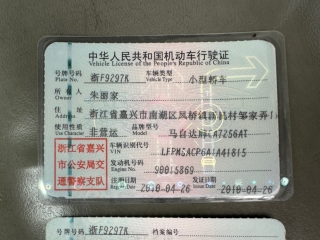 中华人民共和国机动车行驶证
Vehicle License of the People's Republic of China
号牌号码 浙F9297K 车辆类型 小型轿车
Plate No. Vehicle Type
所有人 朱丽家
Owner
住址 浙江省嘉兴市南湖区凤桥镇新民村邹家弄1
Address
使用性质 非营运 品牌型号 马自达牌CA7256AT
Use Character Model
浙江省嘉兴市公安局交通警察支队
车辆识别代号
VIN
发动机号码 90015869
Engine No.
注册日期 2010-04-26 发证日期 2010-04-26
Register Date Issue Date
号牌号码 浙F9297K 档案编号